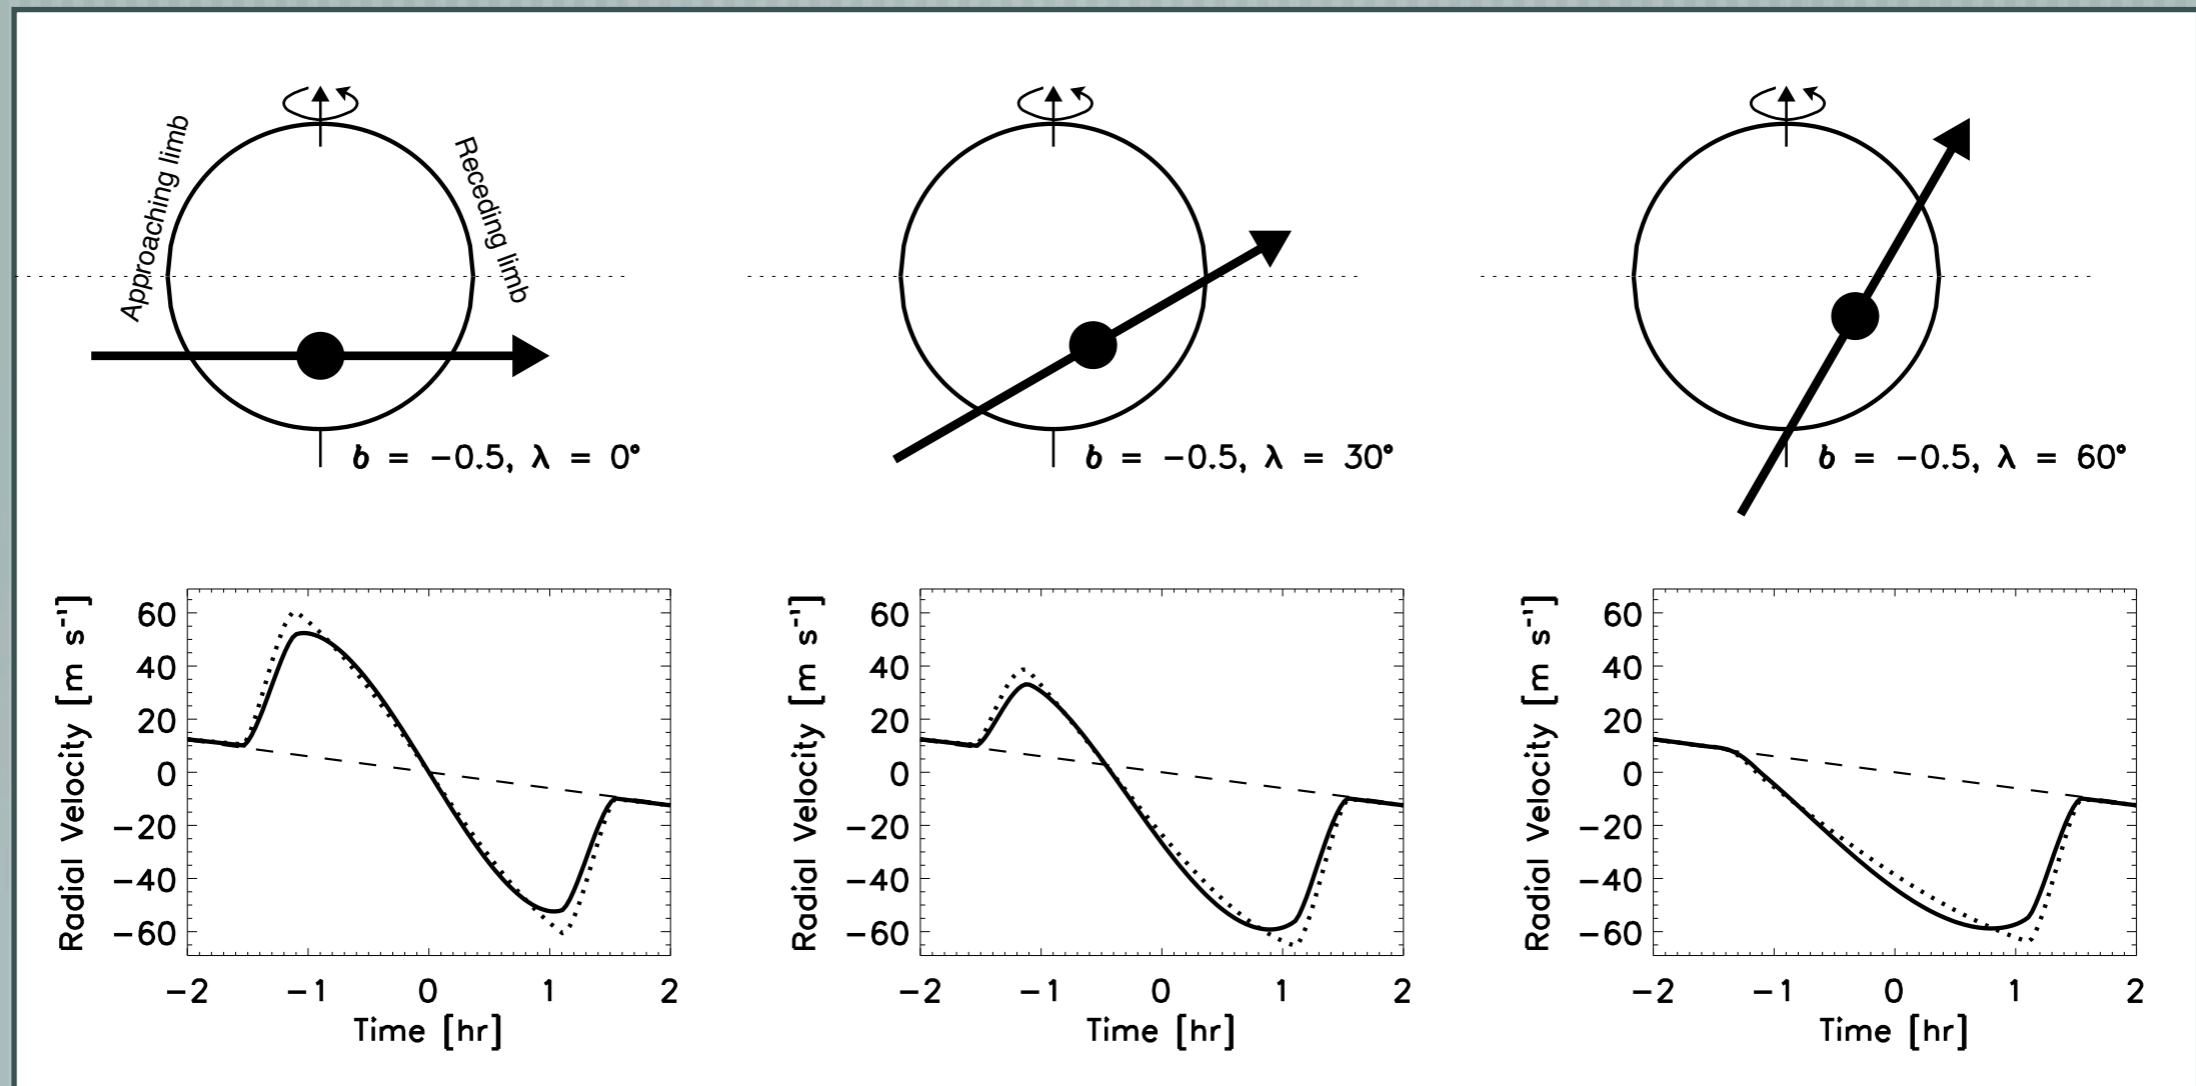 Approaching limb
Receding limb
b = −0.5, λ = 0°
b = −0.5, λ = 30°
b = −0.5, λ = 60°
Radial Velocity [m s⁻¹]
60
40
20
0
−20
−40
−60
−2 −1 0 1 2
Time [hr]
Radial Velocity [m s⁻¹]
60
40
20
0
−20
−40
−60
−2 −1 0 1 2
Time [hr]
Radial Velocity [m s⁻¹]
60
40
20
0
−20
−40
−60
−2 −1 0 1 2
Time [hr]